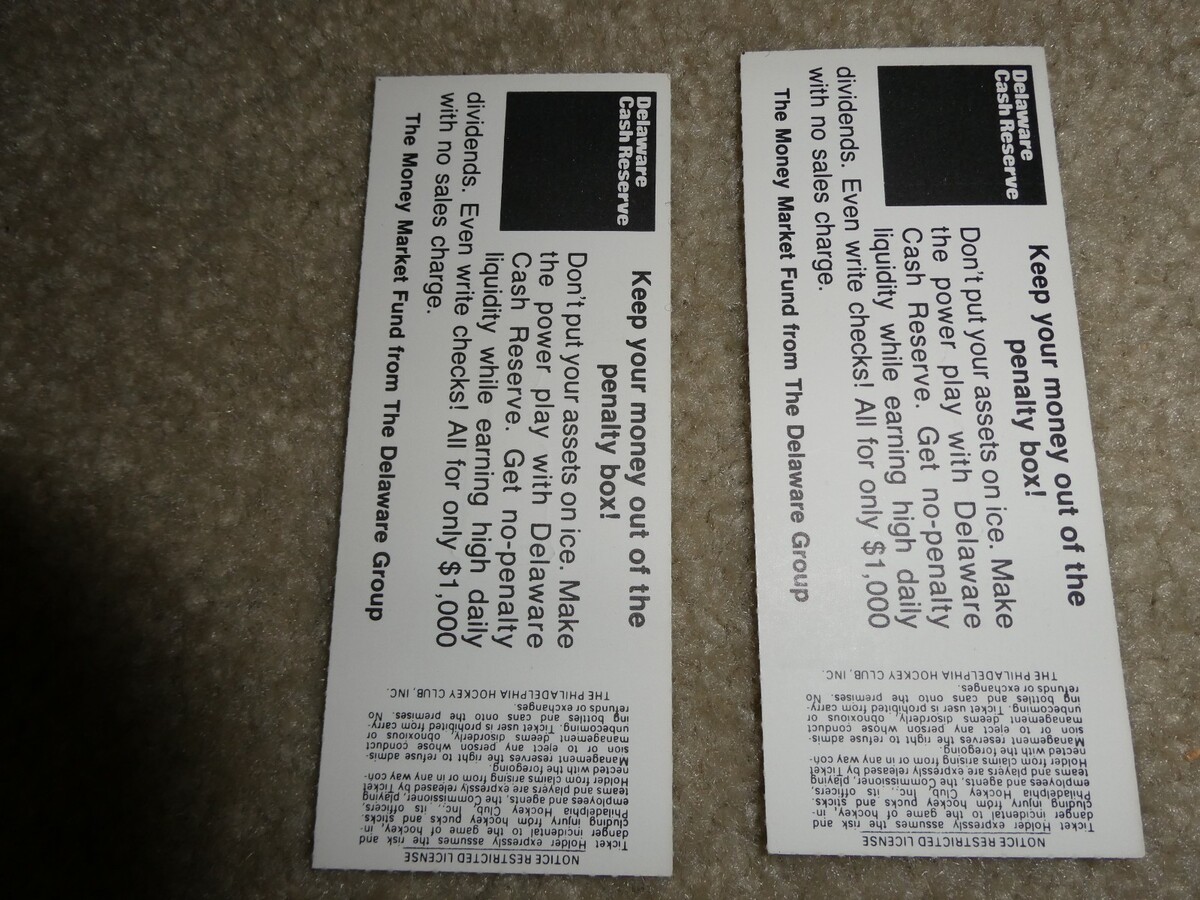 Delaware
Cash Reserve
Keep your money out of the
penalty box!
Don't put your assets on ice. Make
the power play with Delaware
Cash Reserve. Get no-penalty
liquidity while earning high daily
dividends. Even write checks! All for only $1,000
with no sales charge.
The Money Market Fund from The Delaware Group
NOTICE RESTRICTED LICENSE
Ticket Holder expressly assumes the risk and
danger incidental to the game of hockey, in-
cluding injury from hockey pucks and sticks.
Philadelphia Hockey Club, Inc., its officers,
employees and agents, the Commissioner, playing
teams and players are expressly released by Ticket
Holder from claims arising from or in any way con-
nected with the foregoing.
Management reserves the right to refuse admis-
sion or to eject any person whose conduct
management deems disorderly, obnoxious or
unbecoming. Ticket user is prohibited from carry-
ing bottles and cans onto the premises. No
refunds or exchanges.
THE PHILADELPHIA HOCKEY CLUB, INC.
Delaware
Cash Reserve
Keep your money out of the
penalty box!
Don't put your assets on ice. Make
the power play with Delaware
Cash Reserve. Get no-penalty
liquidity while earning high daily
dividends. Even write checks! All for only $1,000
with no sales charge.
The Money Market Fund from The Delaware Group
NOTICE RESTRICTED LICENSE
Ticket Holder expressly assumes the risk and
danger incidental to the game of hockey, in-
cluding injury from hockey pucks and sticks.
Philadelphia Hockey Club, Inc., its officers,
employees and agents, the Commissioner, playing
teams and players are expressly released by Ticket
Holder from claims arising from or in any way con-
nected with the foregoing.
Management reserves the right to refuse admis-
sion or to eject any person whose conduct
management deems disorderly, obnoxious or
unbecoming. Ticket user is prohibited from carry-
ing bottles and cans onto the premises. No
refunds or exchanges.
THE PHILADELPHIA HOCKEY CLUB, INC.